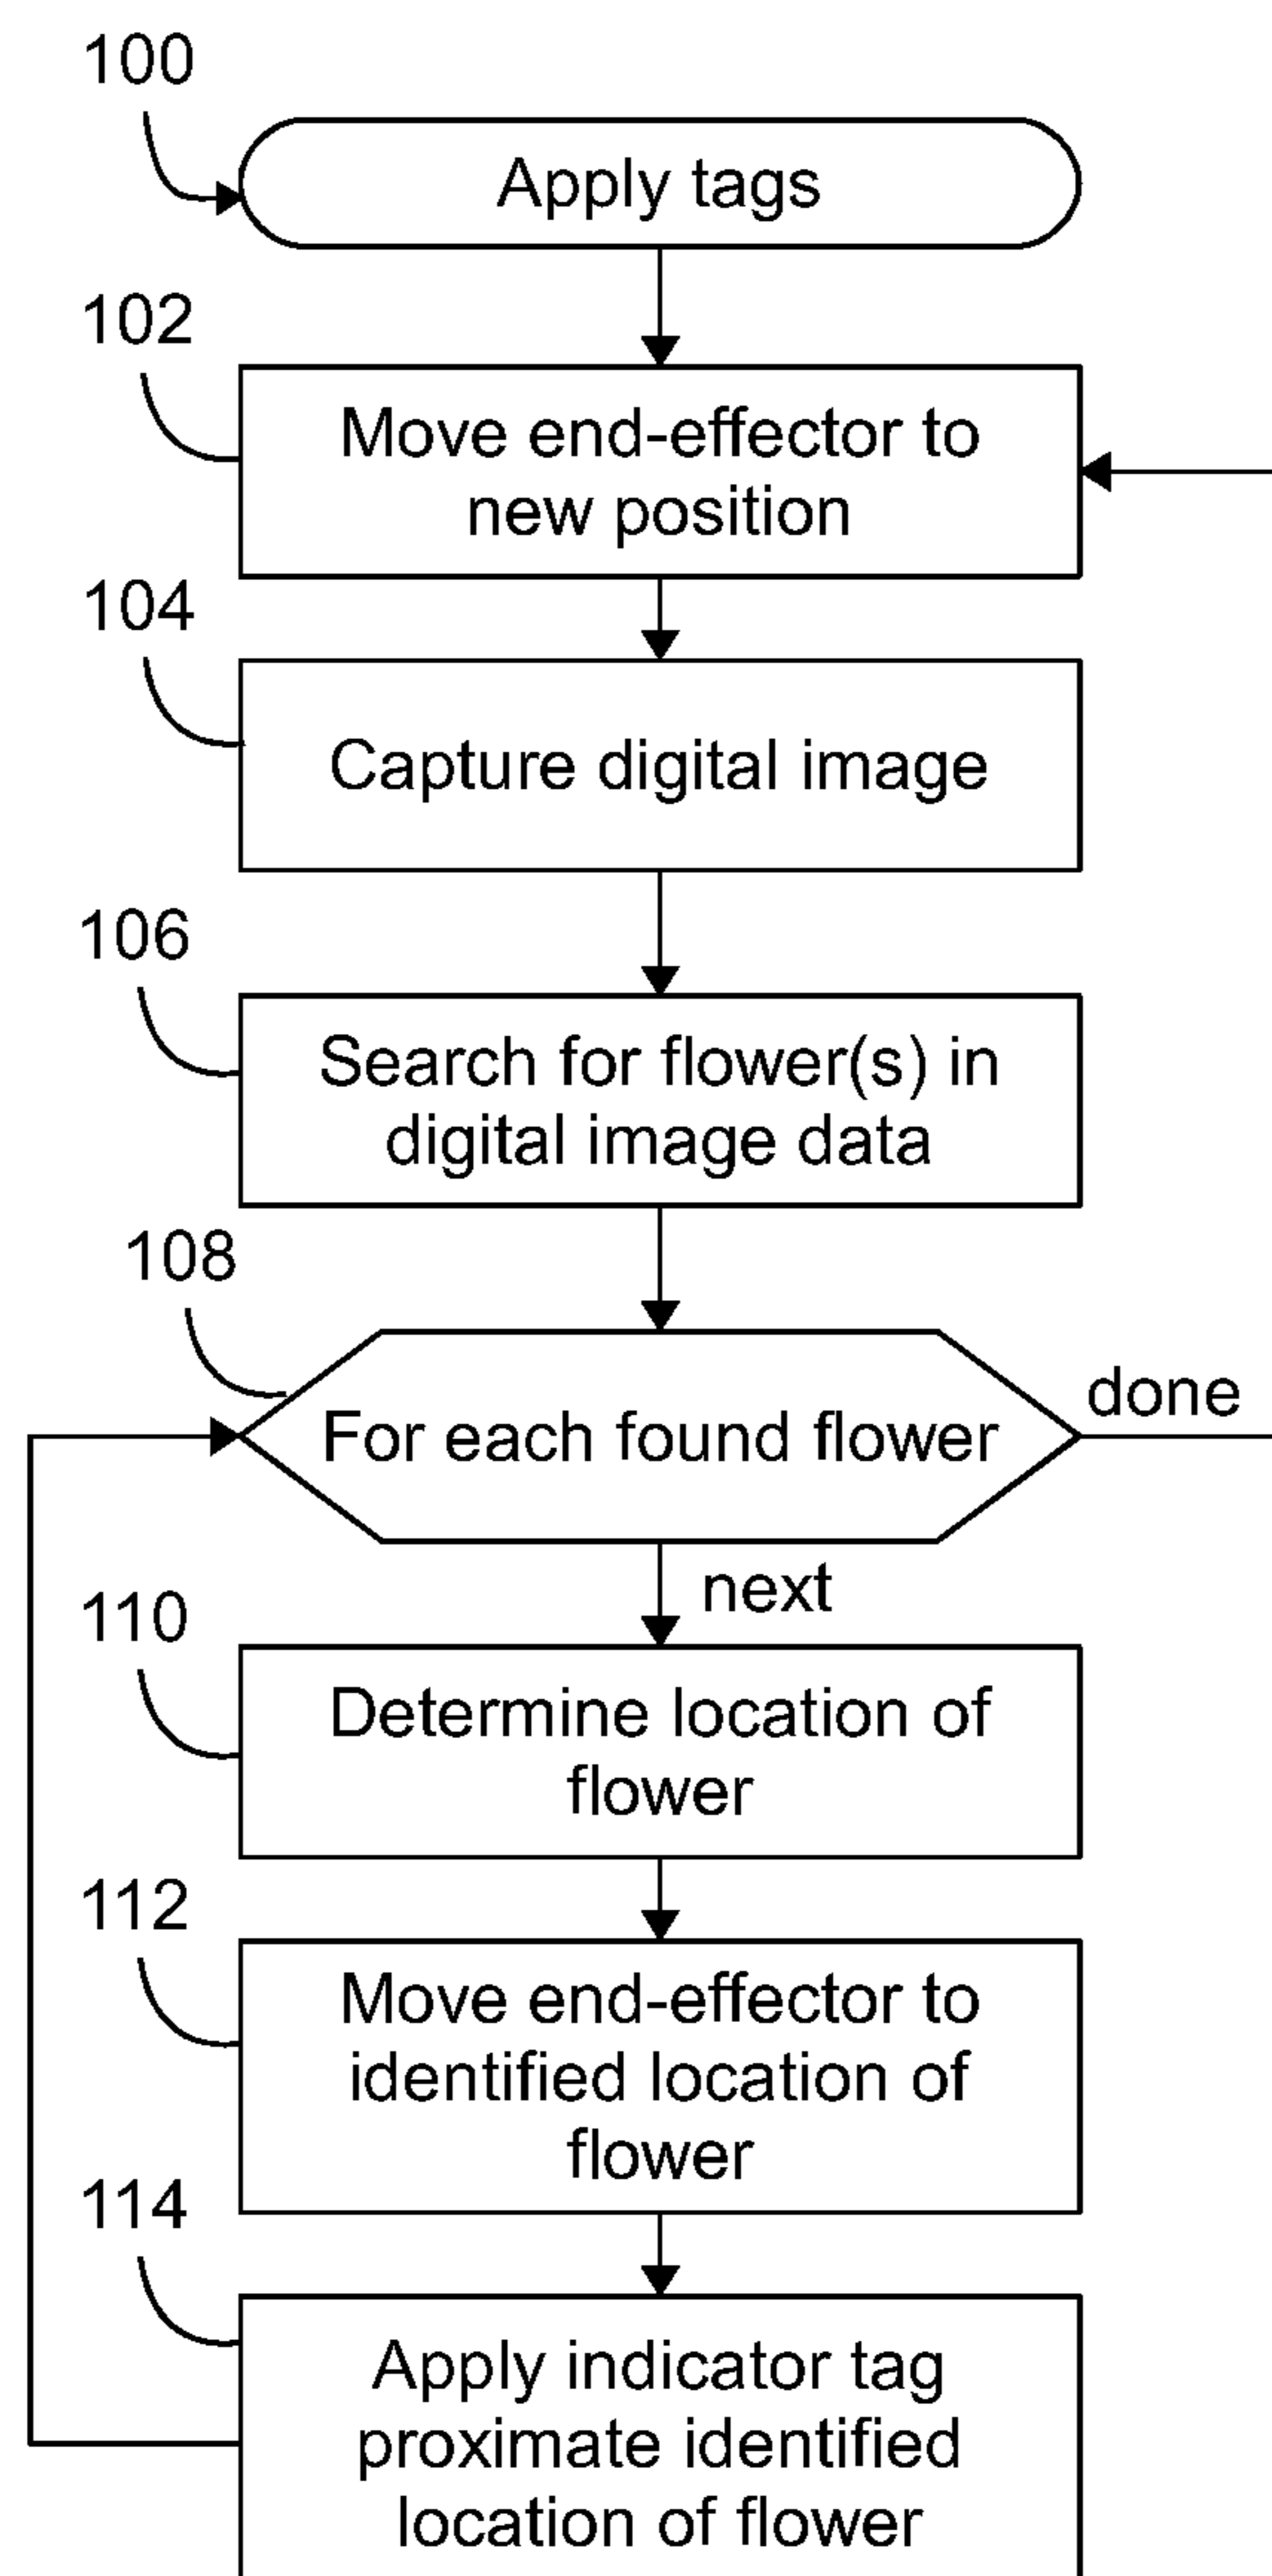 100
Apply tags
102
Move end-effector to
new position
104
Capture digital image
106
Search for flower(s) in
digital image data
108
For each found flower
done
next
110
Determine location of
flower
112
Move end-effector to
identified location of
flower
114
Apply indicator tag
proximate identified
location of flower